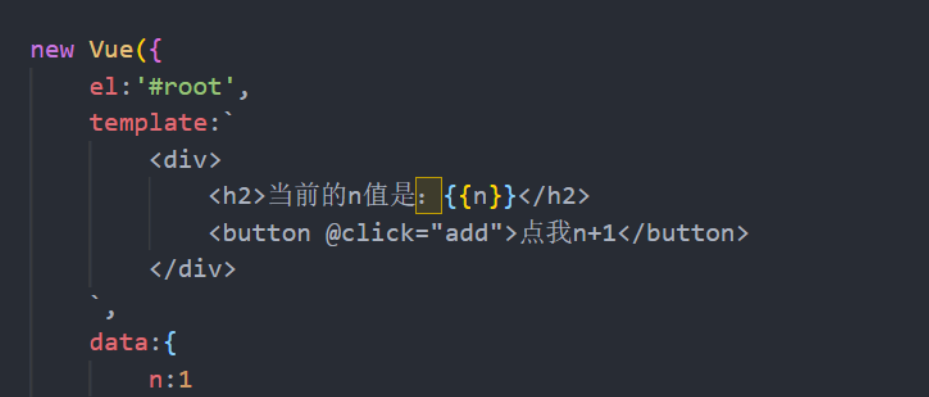 new Vue({
el:'#root',
template:`
<div>
<h2>当前的n值是：{{n}}</h2>
<button @click="add">点我n+1</button>
</div>
`,
data:{
n:1